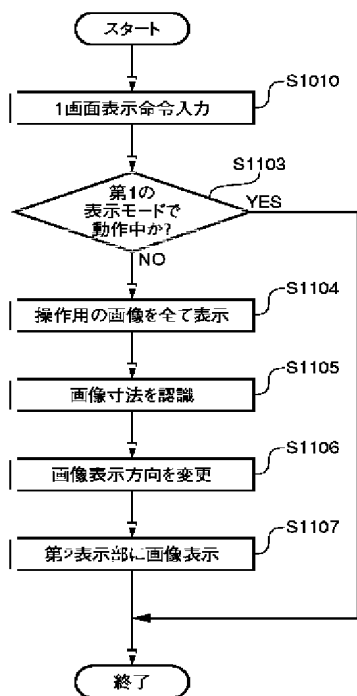 スタート
S1010
1画面表示命令入力
S1103
第1の
表示モードで
動作中か?
YES
NO
S1104
操作用の画像を全て表示
S1105
画像寸法を認識
S1106
画像表示方向を変更
S1107
第2表示部に画像表示
終了